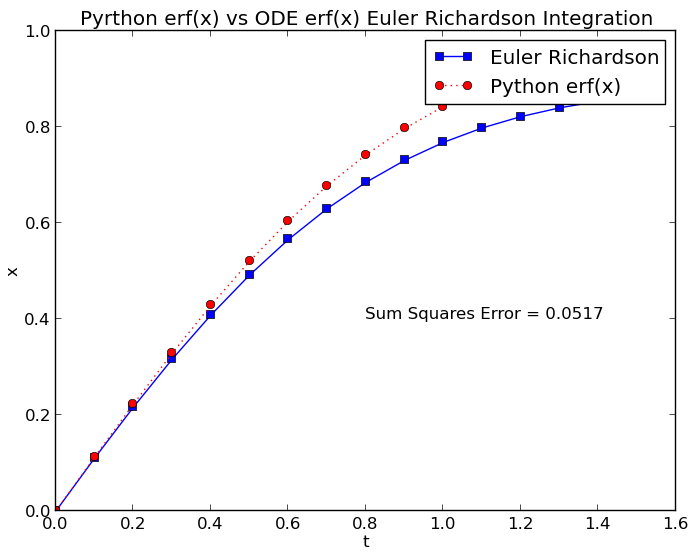 Pyrthon erf(x) vs ODE erf(x) Euler Richardson Integration
Euler Richardson
Python erf(x)
Sum Squares Error = 0.0517
x
1.0
0.8
0.6
0.4
0.2
0.0
0.0 0.2 0.4 0.6 0.8 1.0 1.2 1.4 1.6
t